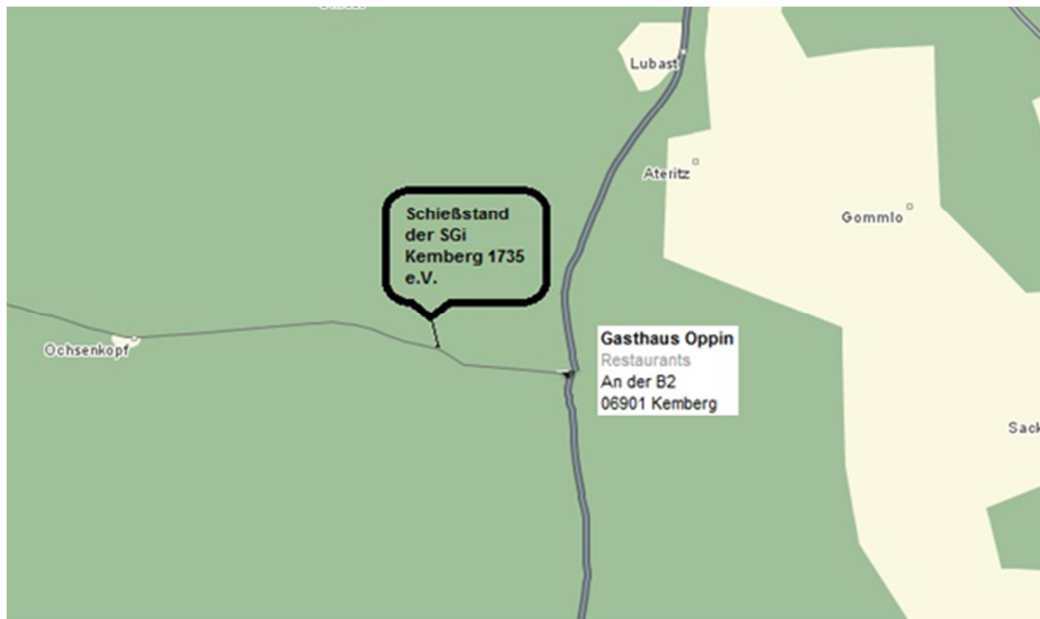 Lubast
Ateritz
Gommlo
Schießstand
der SGi
Kemberg 1735
e.V.
Ochsenkopf
Gasthaus Oppin
Restaurants
An der B2
06901 Kemberg
Sack